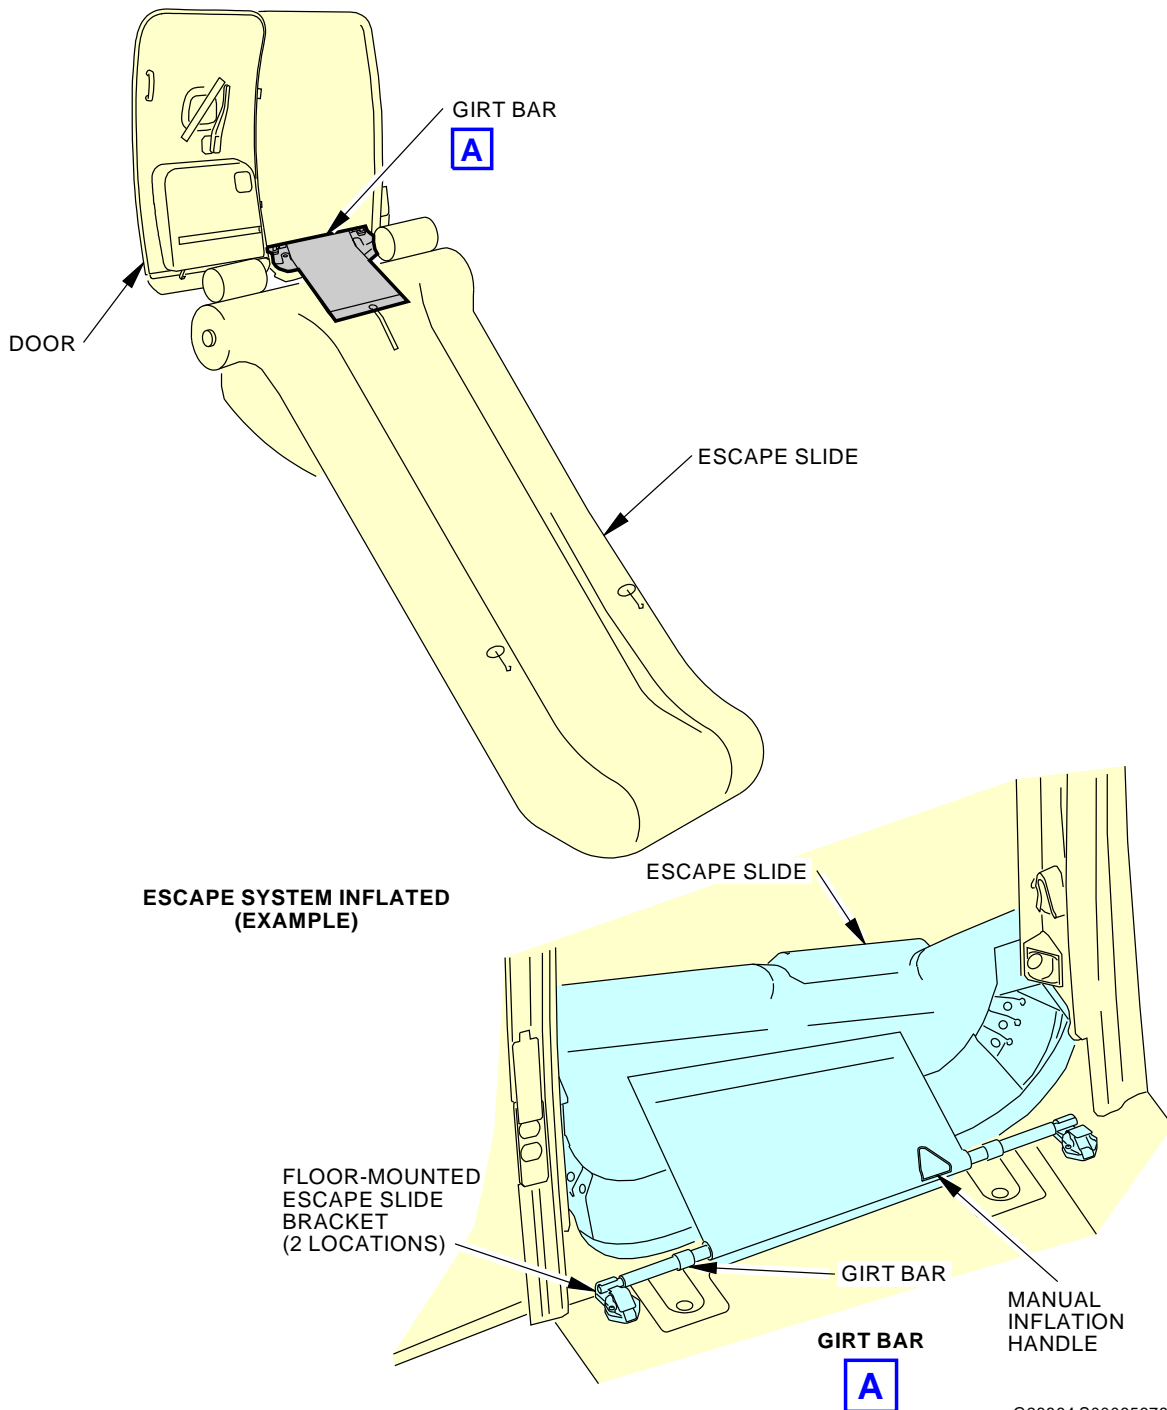 GIRT BAR
A
DOOR
ESCAPE SLIDE
ESCAPE SYSTEM INFLATED
(EXAMPLE)
ESCAPE SLIDE
FLOOR-MOUNTED
ESCAPE SLIDE
BRACKET
(2 LOCATIONS)
GIRT BAR
MANUAL
INFLATION
HANDLE
GIRT BAR
A